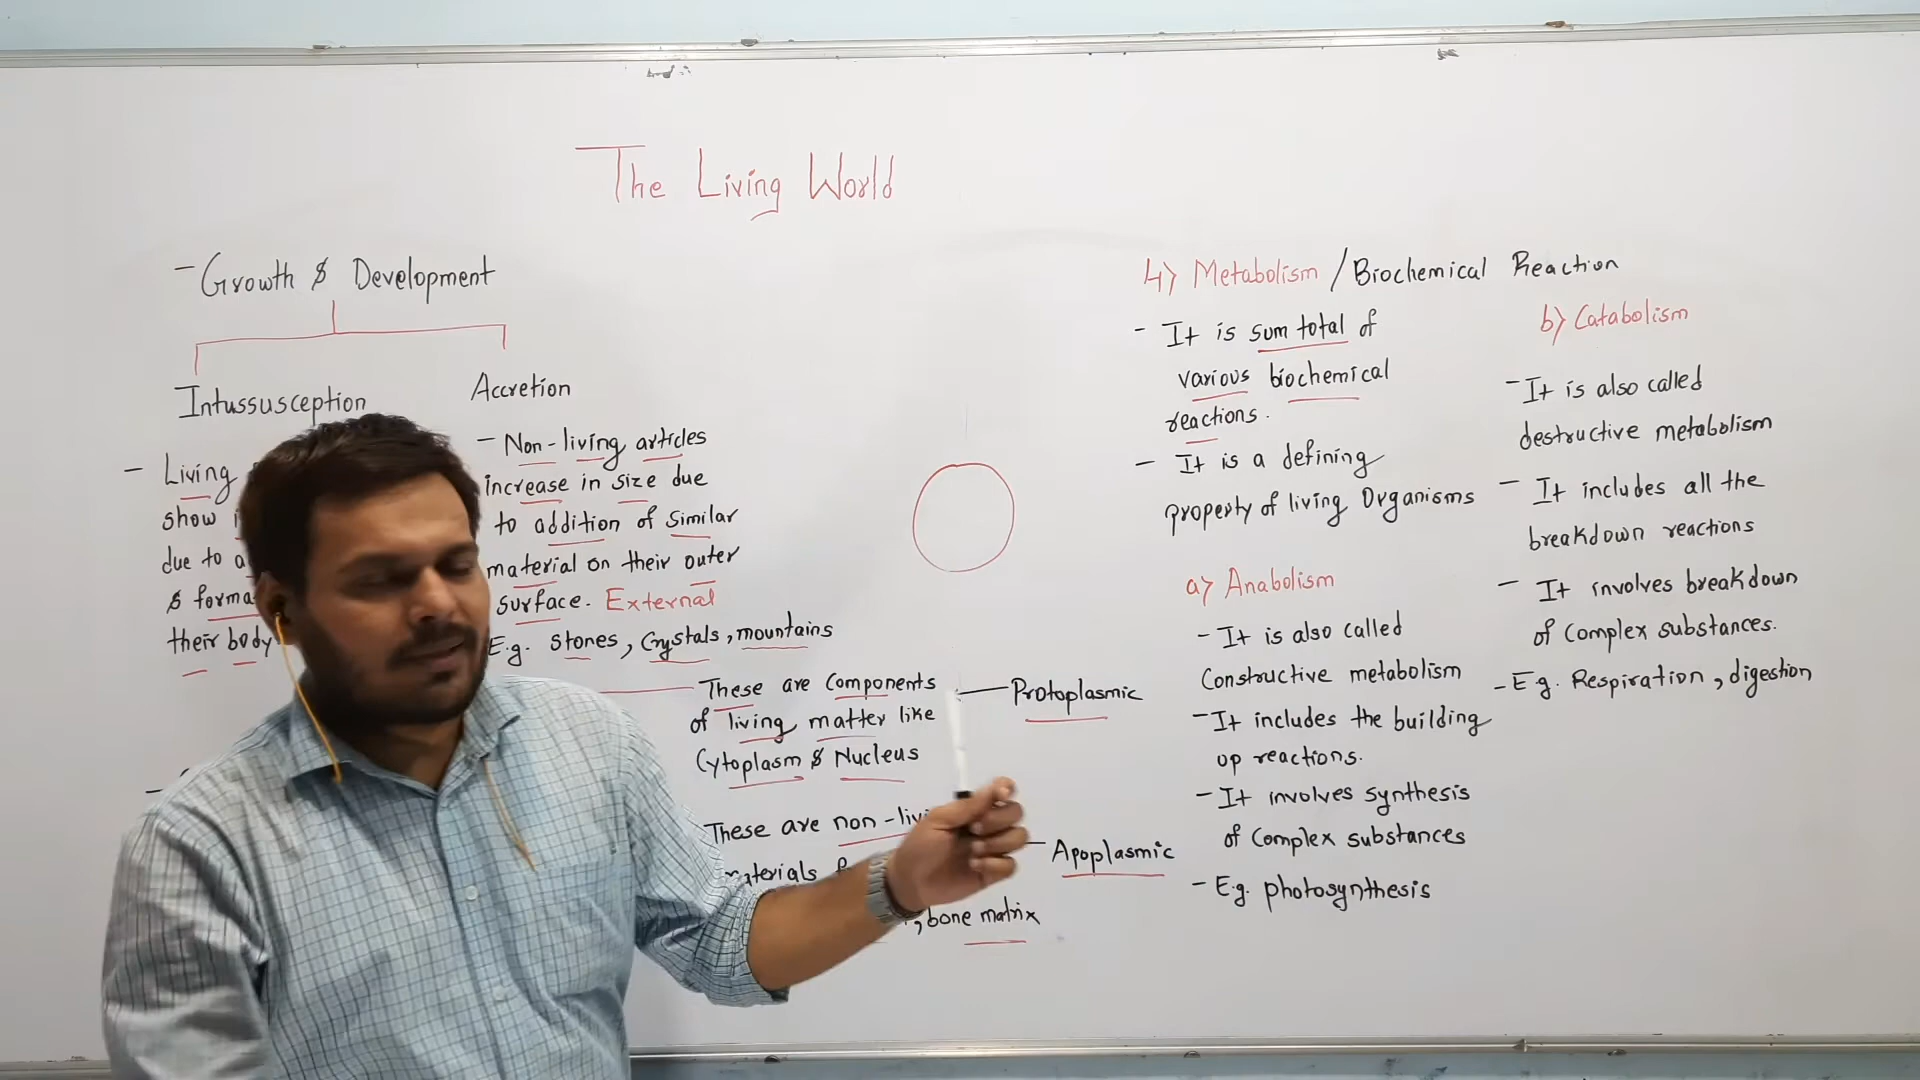 The Living World
- Growth & Development
Intussusception
- Living
show
due to
&
their body
Accretion
- Non-living articles
increase in size due
to addition of similar
material on their outer
surface. External
E.g. stones, Crystals, mountains
These are components
of living matter like
Cytoplasm & Nucleus
Protoplasmic
These are non-
bone matrix
Apoplasmic
4) Metabolism / Biochemical Reaction
- It is sum total of
various biochemical
reactions.
- It is a defining
property of living Organisms
a) Anabolism
- It is also called
Constructive metabolism
- It includes the building
up reactions.
- It involves synthesis
of Complex substances
- E.g. photosynthesis
b) Catabolism
- It is also called
destructive metabolism
- It includes all the
breakdown reactions
- It involves breakdown
of Complex substances.
- E.g. Respiration, digestion